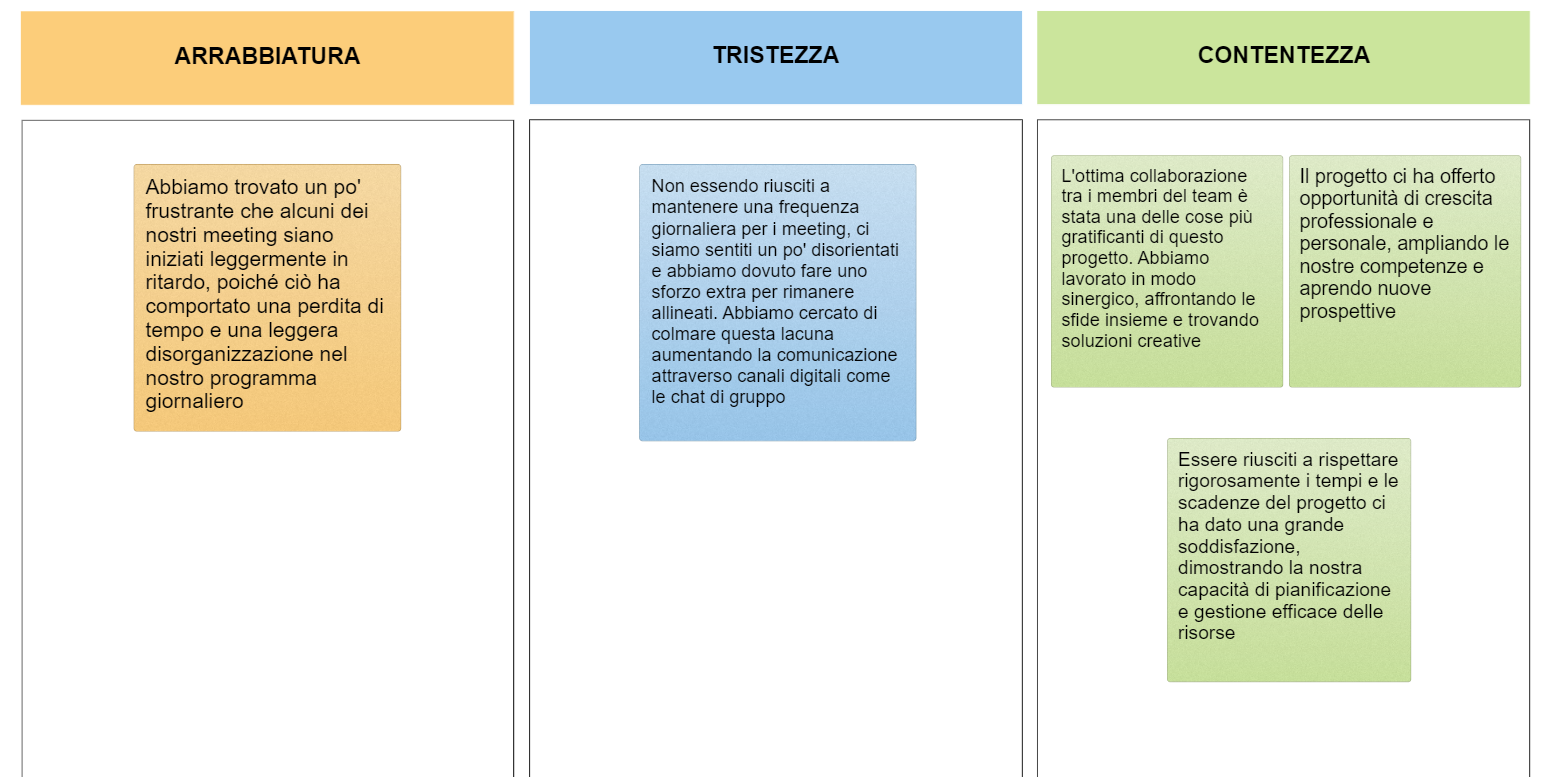 ARRABBIATURA
TRISTEZZA
CONTENTEZZA
Abbiamo trovato un po'
frustrante che alcuni dei
nostri meeting siano
iniziati leggermente in
ritardo, poiché ciò ha
comportato una perdita di
tempo e una leggera
disorganizzazione nel
nostro programma
giornaliero
Non essendo riusciti a
mantenere una frequenza
giornaliera per i meeting, ci
siamo sentiti un po' disorientati
e abbiamo dovuto fare uno
sforzo extra per rimanere
allineati. Abbiamo cercato di
colmare questa lacuna
aumentando la comunicazione
attraverso canali digitali come
le chat di gruppo
L'ottima collaborazione
tra i membri del team è
stata una delle cose più
gratificanti di questo
progetto. Abbiamo
lavorato in modo
sinergico, affrontando le
sfide insieme e trovando
soluzioni creative
Il progetto ci ha offerto
opportunità di crescita
professionale e
personale, ampliando le
nostre competenze e
aprendo nuove
prospettive
Essere riusciti a rispettare
rigorosamente i tempi e le
scadenze del progetto ci
ha dato una grande
soddisfazione,
dimostrando la nostra
capacità di pianificazione
e gestione efficace delle
risorse